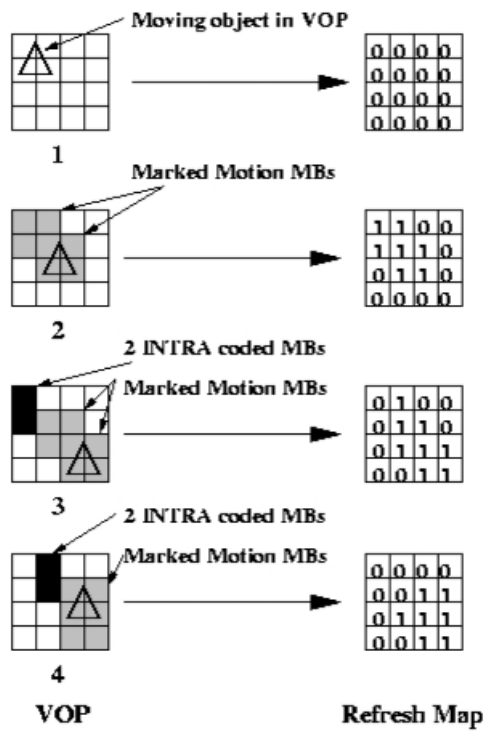 Moving object in VOP
0 0 0 0
0 0 0 0
0 0 0 0
0 0 0 0
1
Marked Motion MBs
1 1 0 0
1 1 1 0
0 1 1 0
0 0 0 0
2
2 INTRA coded MBs
Marked Motion MBs
0 1 0 0
0 1 1 0
0 1 1 1
0 0 1 1
3
2 INTRA coded MBs
Marked Motion MBs
0 0 0 0
0 0 1 1
0 1 1 1
0 0 1 1
4
VOP Refresh Map